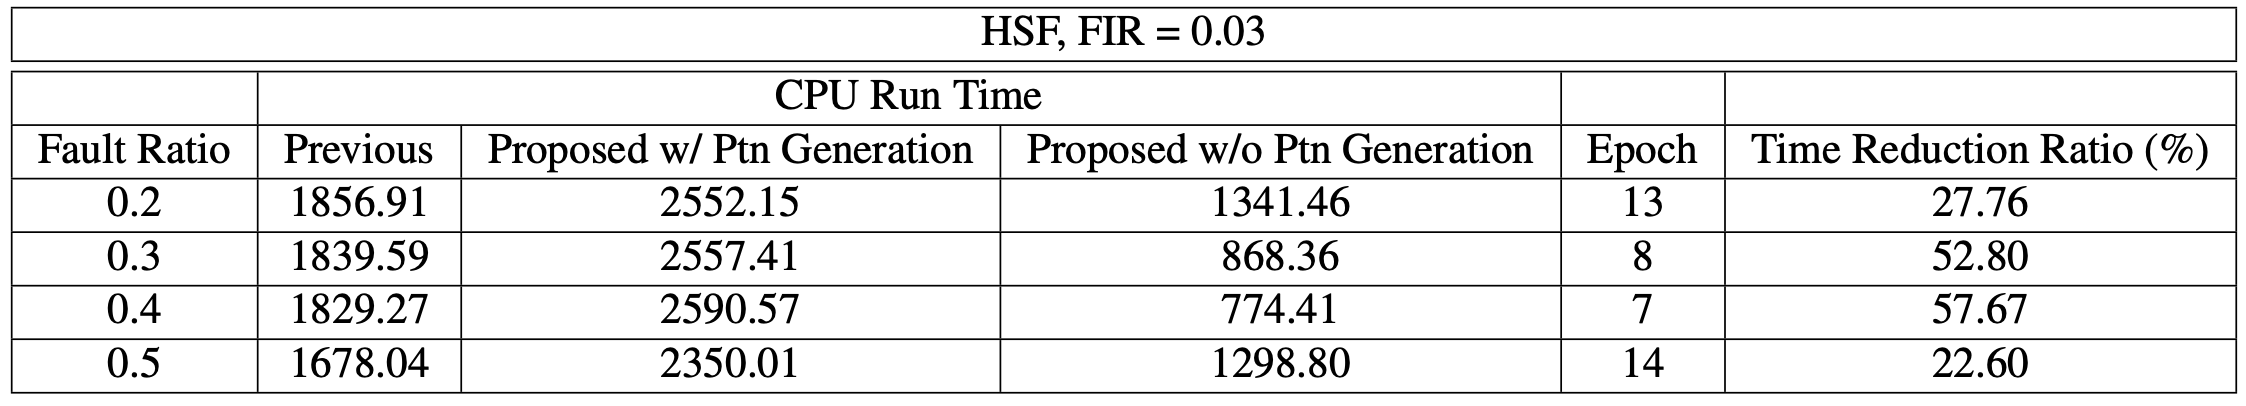 HSF, FIR = 0.03
CPU Run Time
Fault Ratio Previous Proposed w/ Ptn Generation Proposed w/o Ptn Generation Epoch Time Reduction Ratio (%)
0.2 1856.91 2552.15 1341.46 13 27.76
0.3 1839.59 2557.41 868.36 8 52.80
0.4 1829.27 2590.57 774.41 7 57.67
0.5 1678.04 2350.01 1298.80 14 22.60